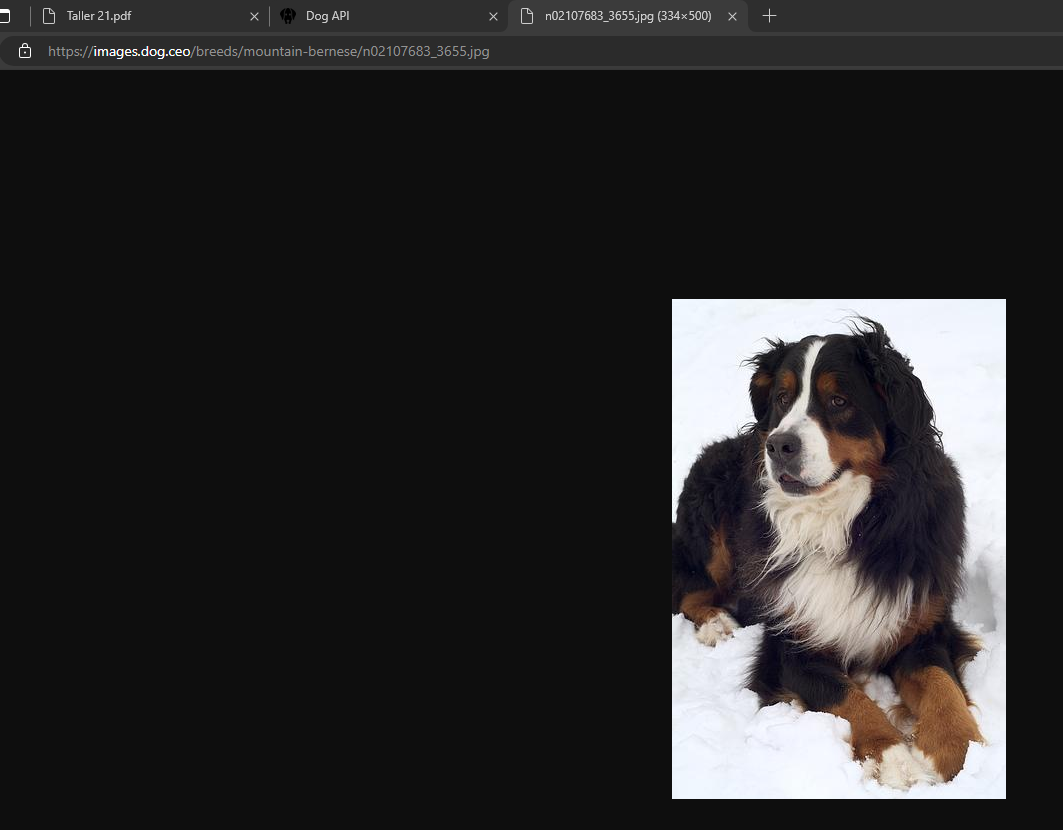 Taller 21.pdf
Dog API
n02107683_3655.jpg (334×500)
https://images.dog.ceo/breeds/mountain-bernese/n02107683_3655.jpg